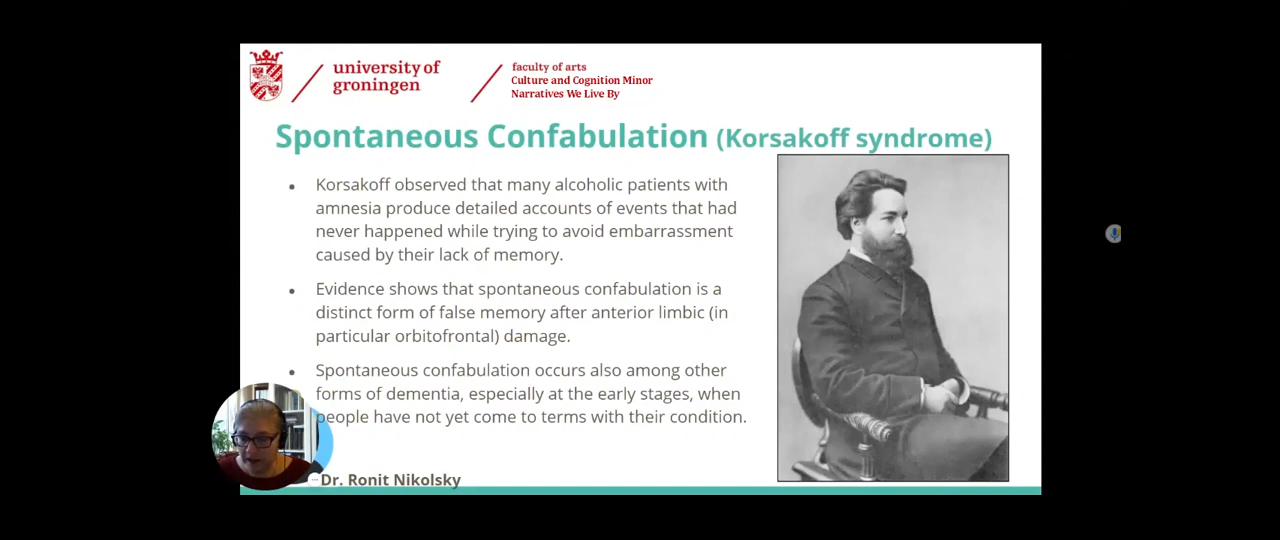 university of
groningen
faculty of arts
Culture and Cognition Minor
Narratives We Live By
Spontaneous Confabulation (Korsakoff syndrome)
• Korsakoff observed that many alcoholic patients with
amnesia produce detailed accounts of events that had
never happened while trying to avoid embarrassment
caused by their lack of memory.
• Evidence shows that spontaneous confabulation is a
distinct form of false memory after anterior limbic (in
particular orbitofrontal) damage.
• Spontaneous confabulation occurs also among other
forms of dementia, especially at the early stages, when
people have not yet come to terms with their condition.
Dr. Ronit Nikolsky